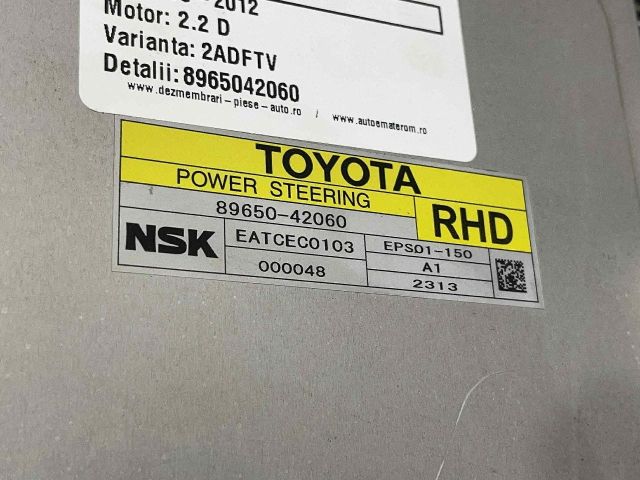 2012
Motor: 2.2 D
Varianta: 2ADFTV
Detalii: 8965042060
www.dezmembrari-piese-auto.ro / www.autoematerom.ro
TOYOTA
POWER STEERING
RHD
89650-42060
NSK
EATCEC0103
EPS01-150
000048
A1
2313